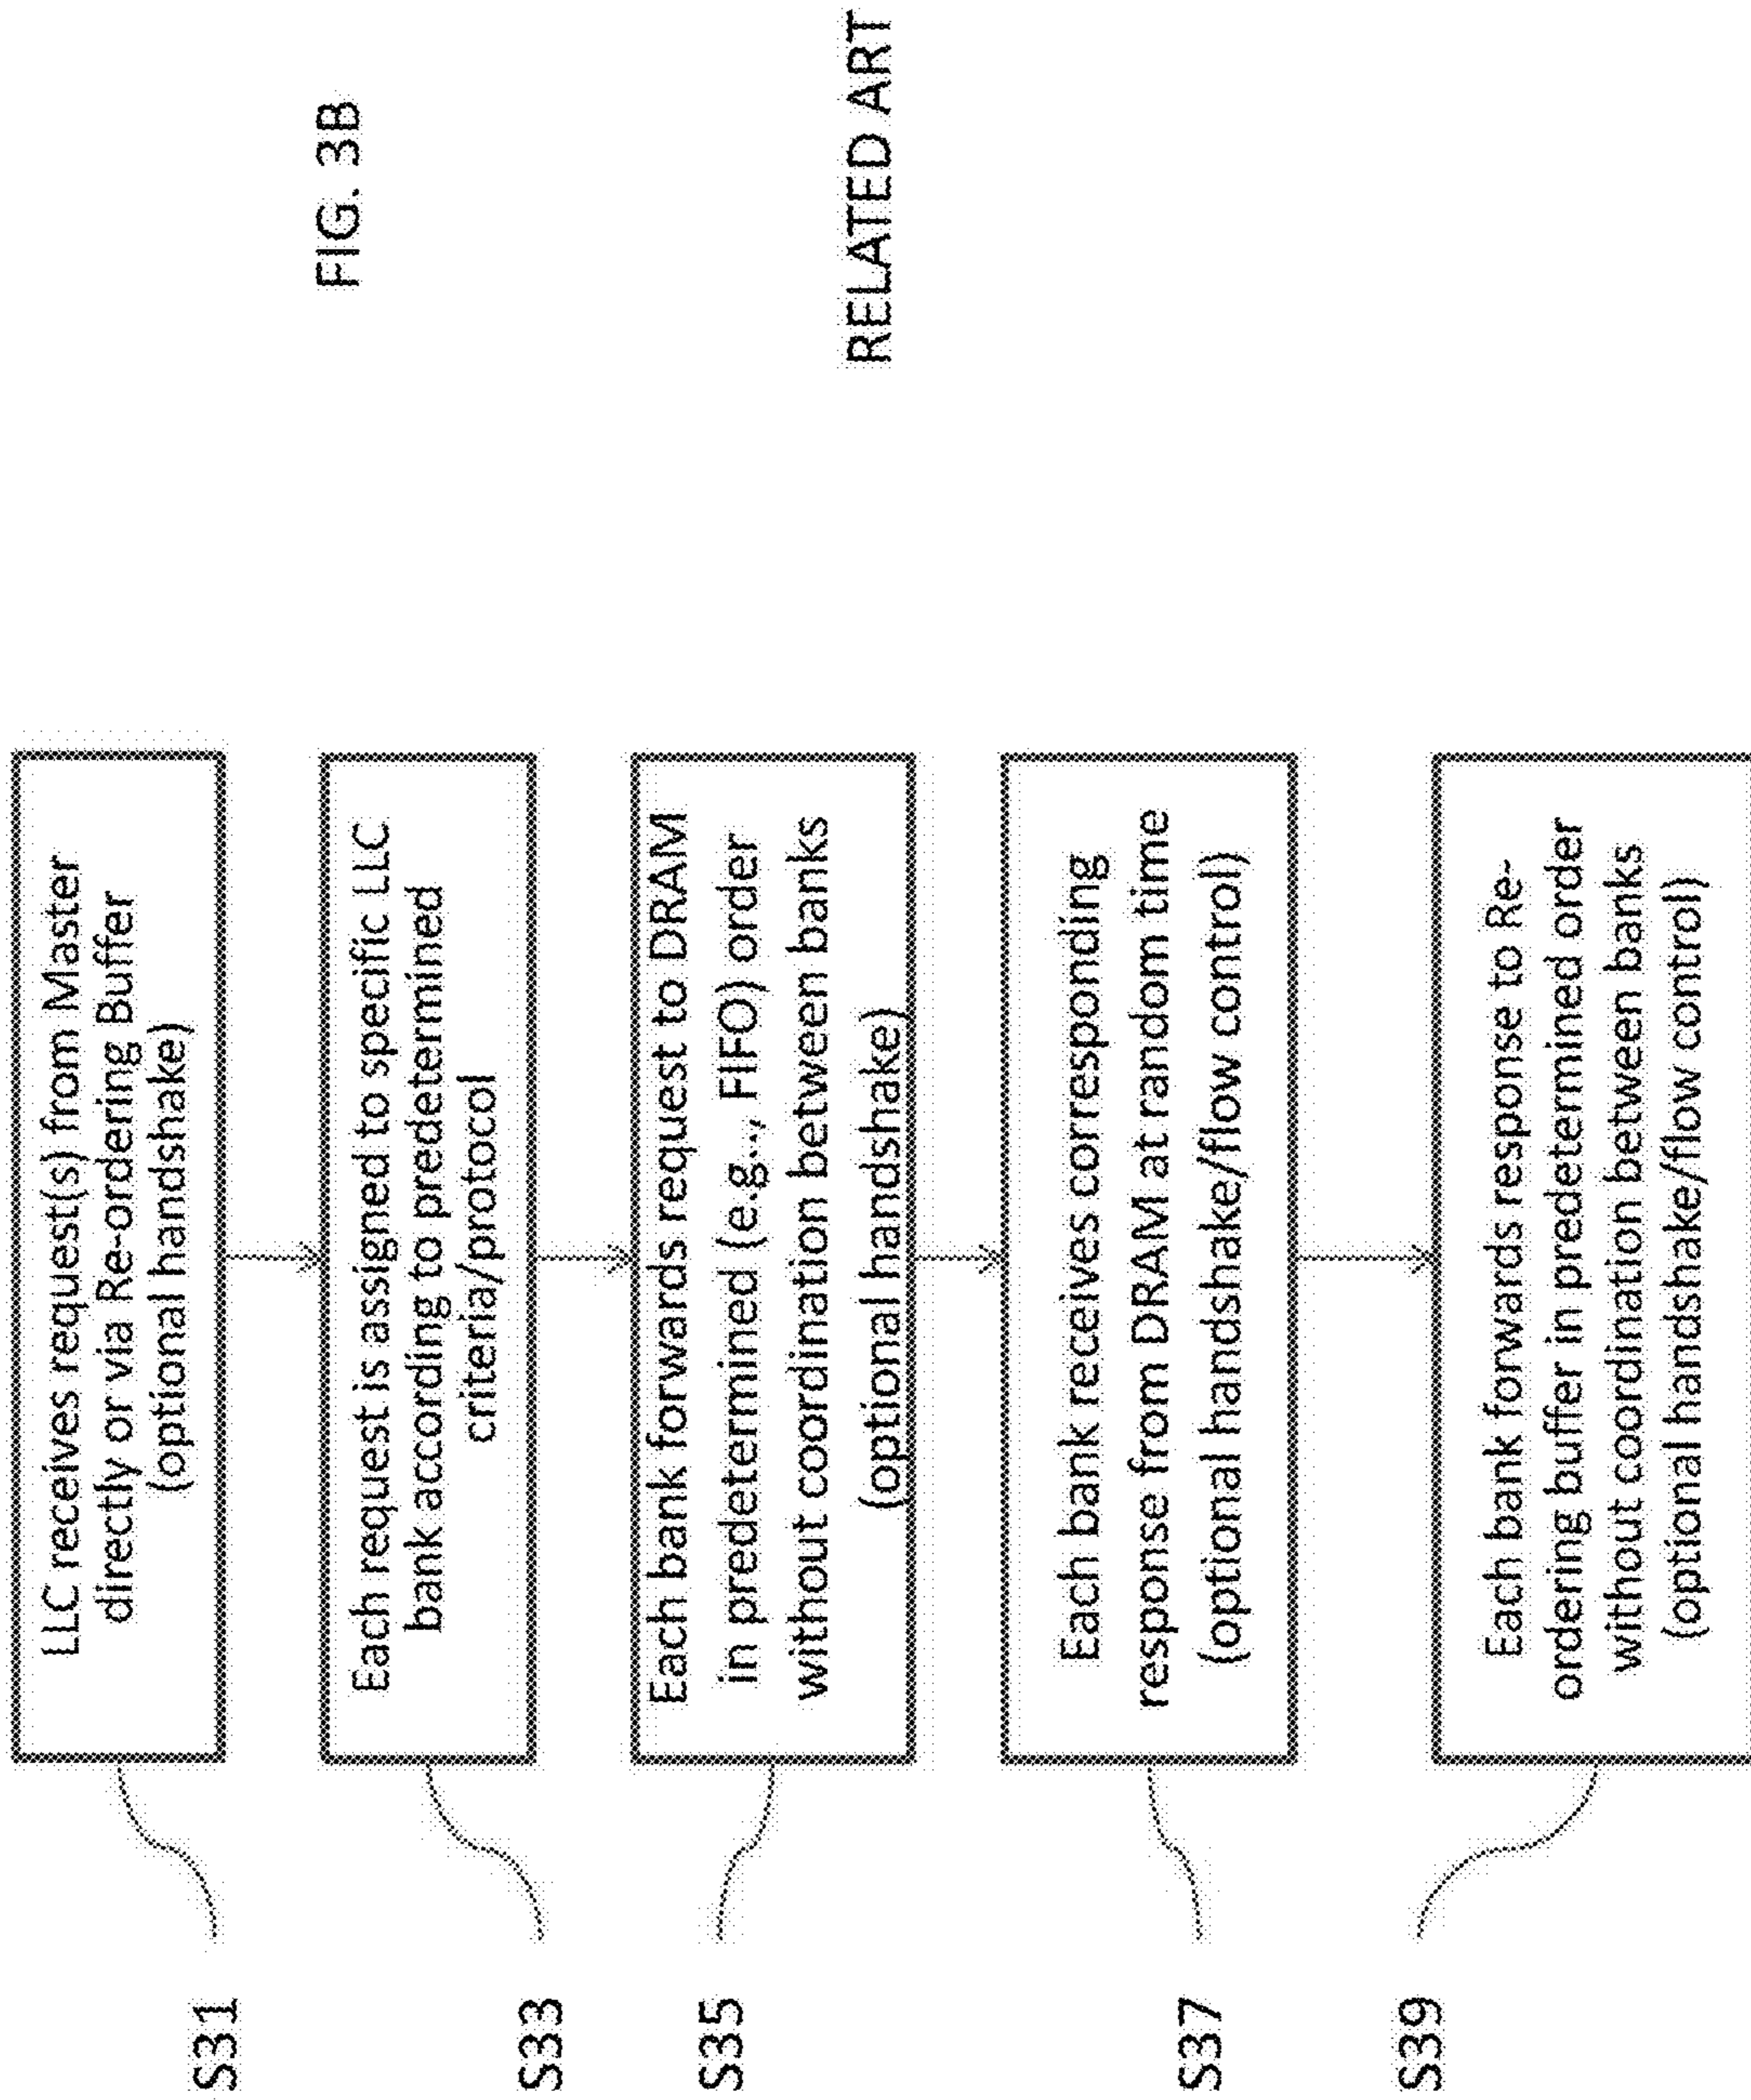 S31
LLC receives request(s) from Master
directly or via Re-ordering Buffer
(optional handshake)
S33
Each request is assigned to specific LLC
bank according to predetermined
criteria/protocol
S35
Each bank forwards request to DRAM
in predetermined (e.g.., FIFO) order
without coordination between banks
(optional handshake)
S37
Each bank receives corresponding
response from DRAM at random time
(optional handshake/flow control)
S39
Each bank forwards response to Re-
ordering buffer in predetermined order
without coordination between banks
(optional handshake/flow control)
FIG. 3B
RELATED ART